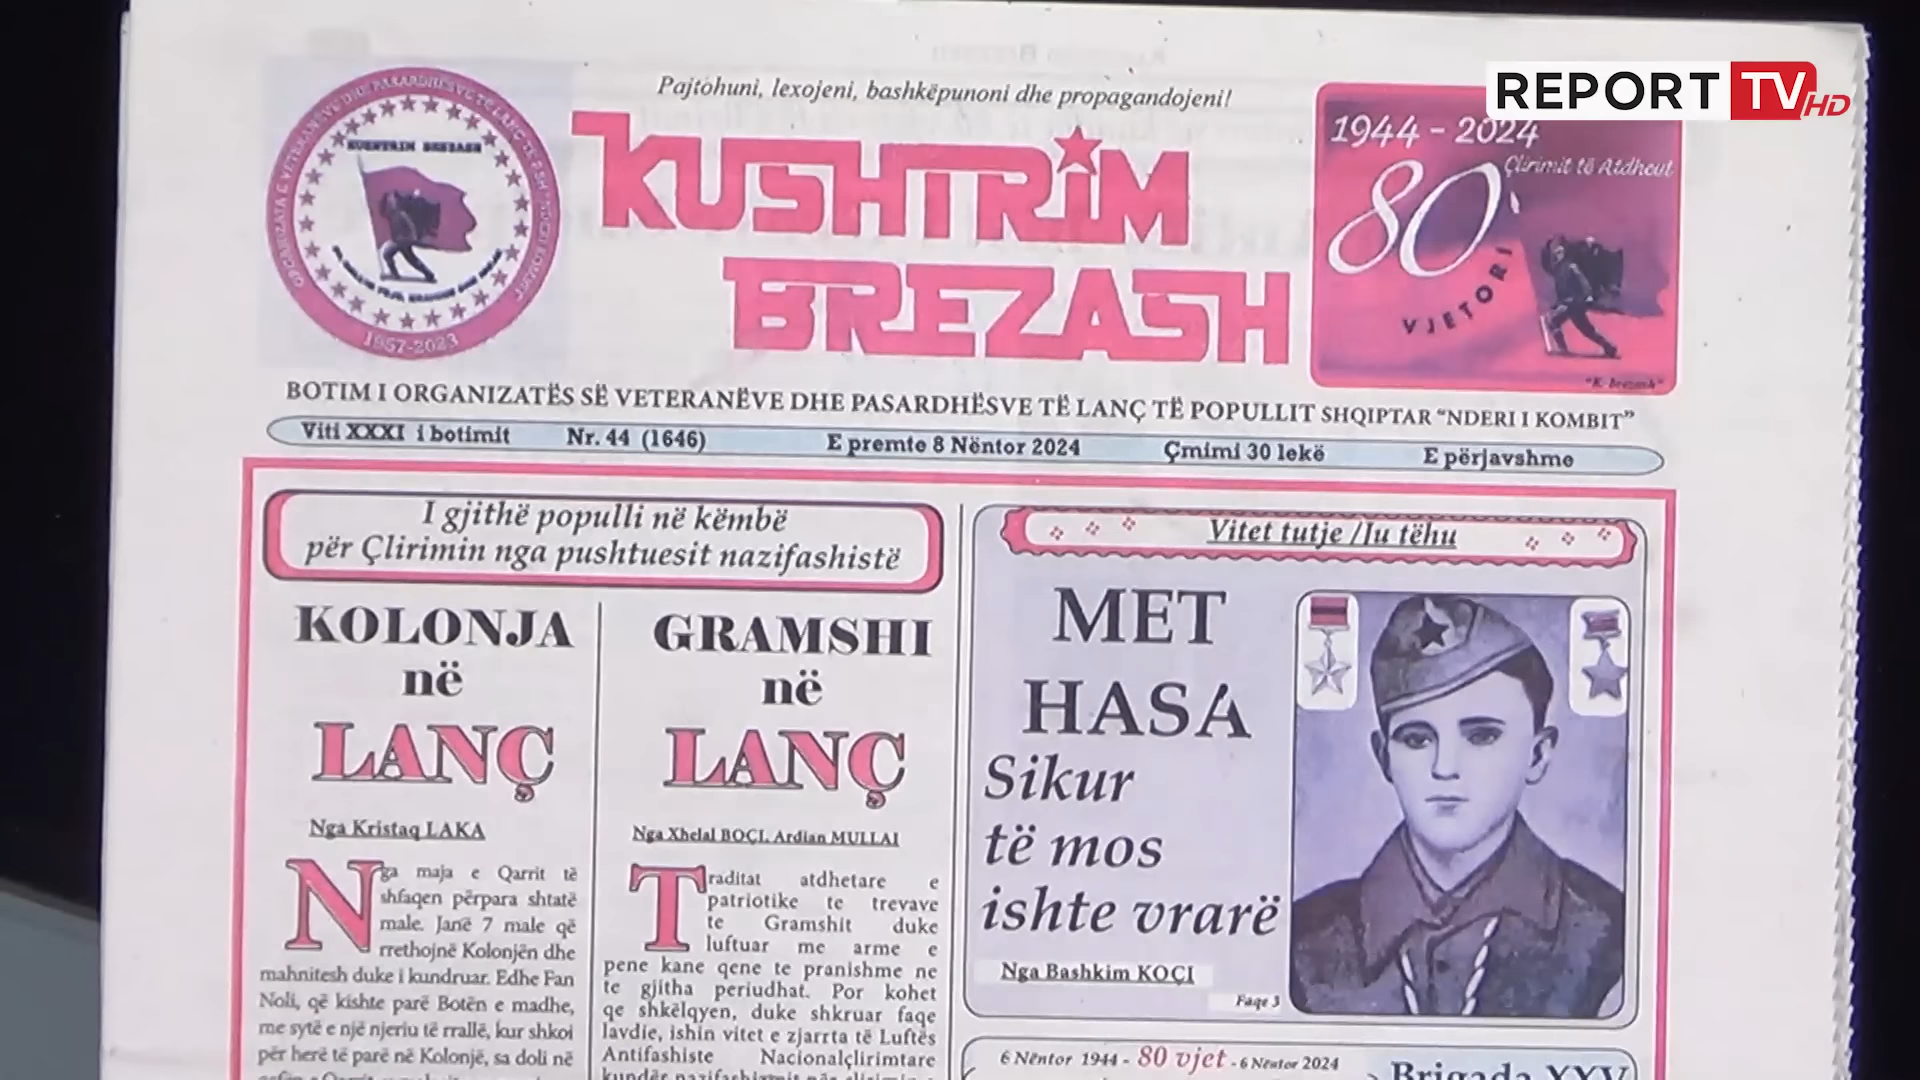 REPORT TV HD
Pajtohuni, lexojeni, bashkëpunoni dhe propagandojeni!
KUSHTRIM
BREZASH
KUSHTRIM BREZASH
1957-2023
1944 - 2024
Çlirimit të Atdheut
80
VJETORI
"K. brezash"
BOTIM I ORGANIZATËS SË VETERANËVE DHE PASARDHËSVE TË LANÇ TË POPULLIT SHQIPTAR “NDERI I KOMBIT”
Viti XXXI i botimit Nr. 44 (1646) E premte 8 Nëntor 2024 Çmimi 30 lekë E përjavshme
I gjithë populli në këmbë
për Çlirimin nga pushtuesit nazifashistë
KOLONJA
në
LANÇ
Nga Kristaq LAKA
Nga maja e Qarrit të
shfaqen përpara shtatë
male. Janë 7 male që
rrethojnë Kolonjën dhe
mahnitesh duke i kundruar. Edhe Fan
Noli, që kishte parë Botën e madhe,
me sytë e një njeriu të rrallë, kur shkoi
për herë të parë në Kolonjë, sa doli në
GRAMSHI
në
LANÇ
Nga Xhelal BOÇI, Ardian MULLAI
Traditat atdhetare e
patriotike te trevave
te Gramshit duke
luftuar me arme e
pene kane qene te pranishme ne
te gjitha periudhat. Por kohet
qe shkëlqyen, duke shkruar faqe
lavdie, ishin vitet e zjarrta të Luftës
Antifashiste Nacionalçlirimtare
Vitet tutje /Ju tëhu
MET
HASA
Sikur
të mos
ishte vrarë
Nga Bashkim KOÇI
Faqe 3
6 Nëntor 1944 - 80 vjet - 6 Nëntor 2024
Brigada XXV